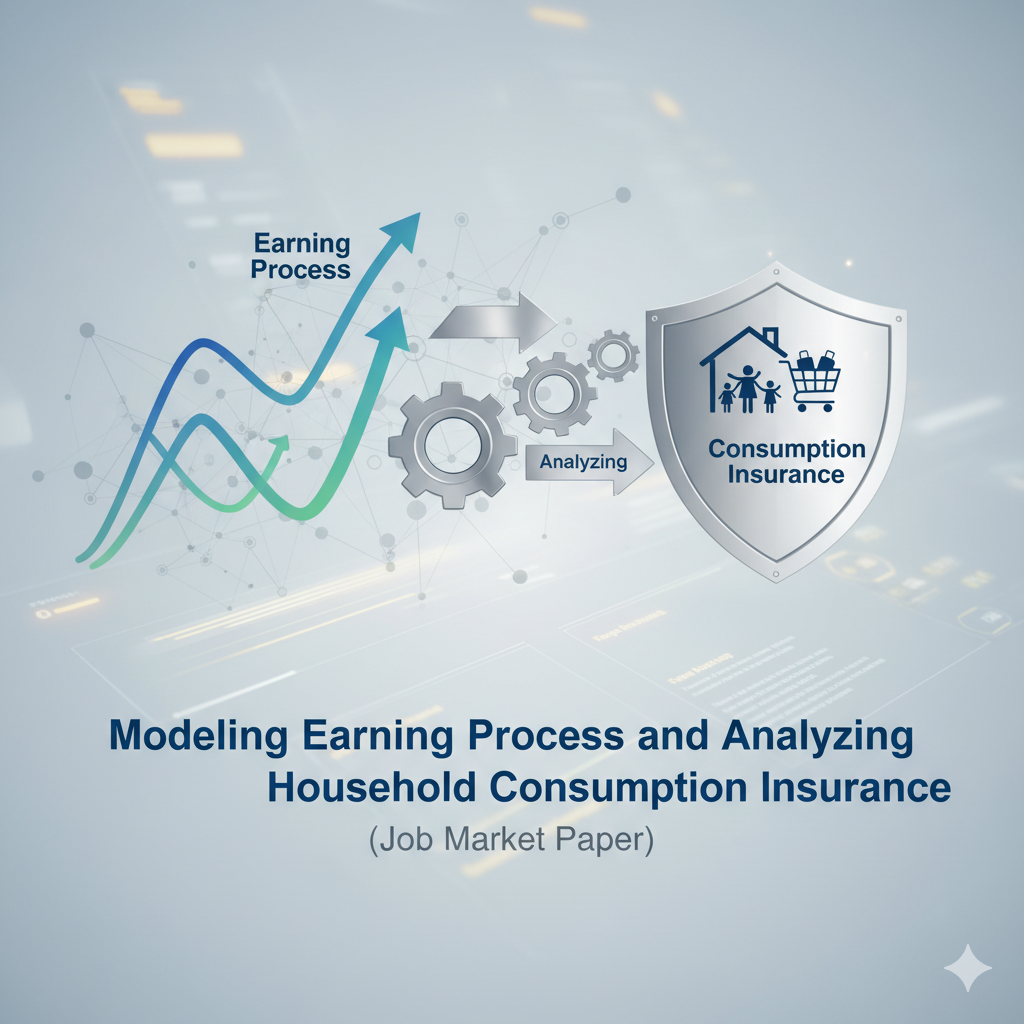 Earning
Process
Analyzing
Consumption
Insurance
Modeling Earning Process and Analyzing
Household Consumption Insurance
(Job Market Paper)